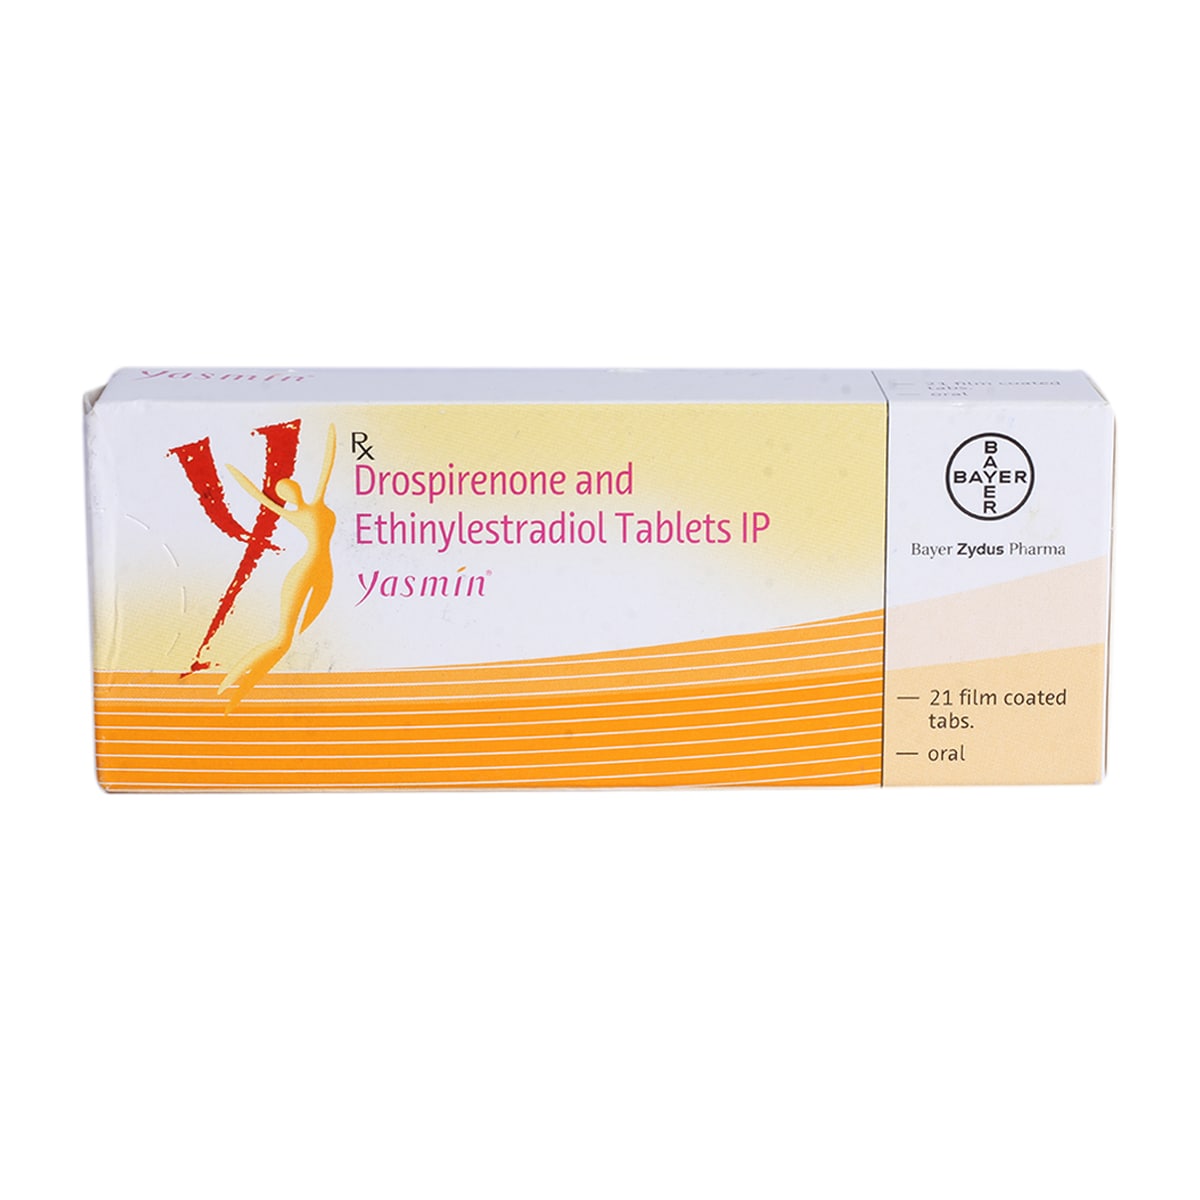 yasmin
21 film coated
tabs.
oral
Rx
Drospirenone and
Ethinylestradiol Tablets IP
yasmin®
BAYER
BAYER
Bayer Zydus Pharma
21 film coated
tabs.
oral